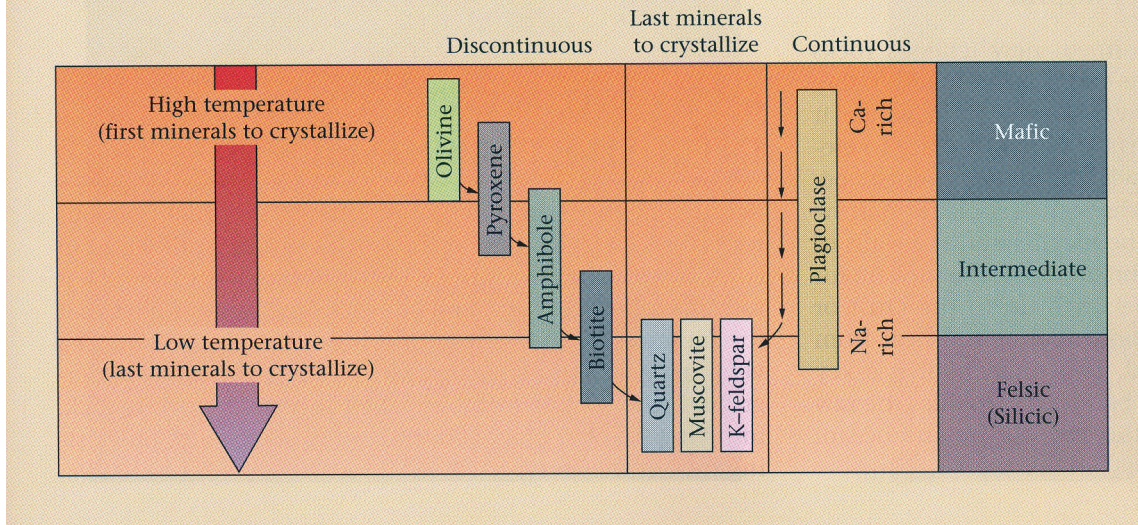 Discontinuous
Last minerals
to crystallize
Continuous
High temperature
(first minerals to crystallize)
Olivine
Pyroxene
Amphibole
Biotite
Quartz
Muscovite
K–feldspar
Plagioclase
Ca-
rich
Na-
rich
Mafic
Intermediate
Felsic
(Silicic)
Low temperature
(last minerals to crystallize)